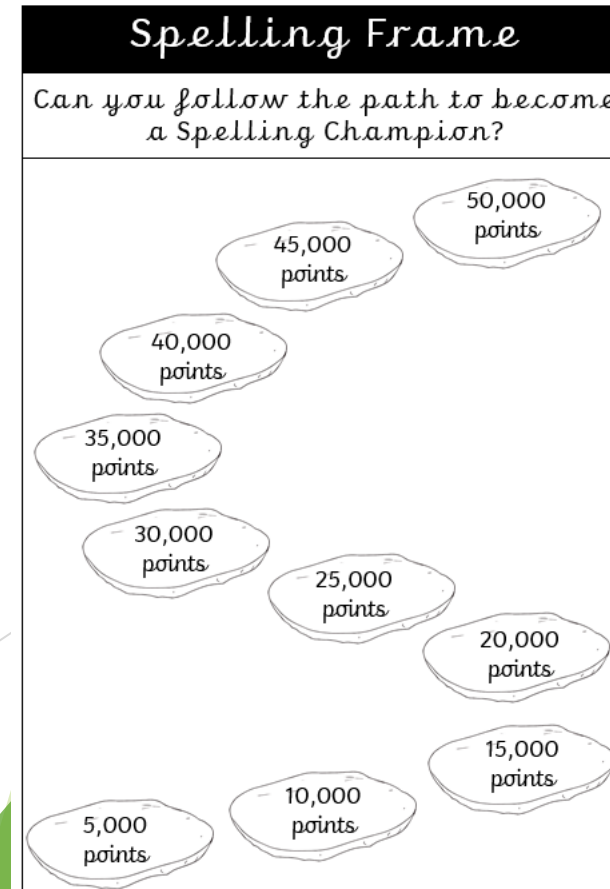 Spelling Frame
Can you follow the path to become
a Spelling Champion?
50,000
points
45,000
points
40,000
points
35,000
points
30,000
points
25,000
points
20,000
points
15,000
points
10,000
points
5,000
points